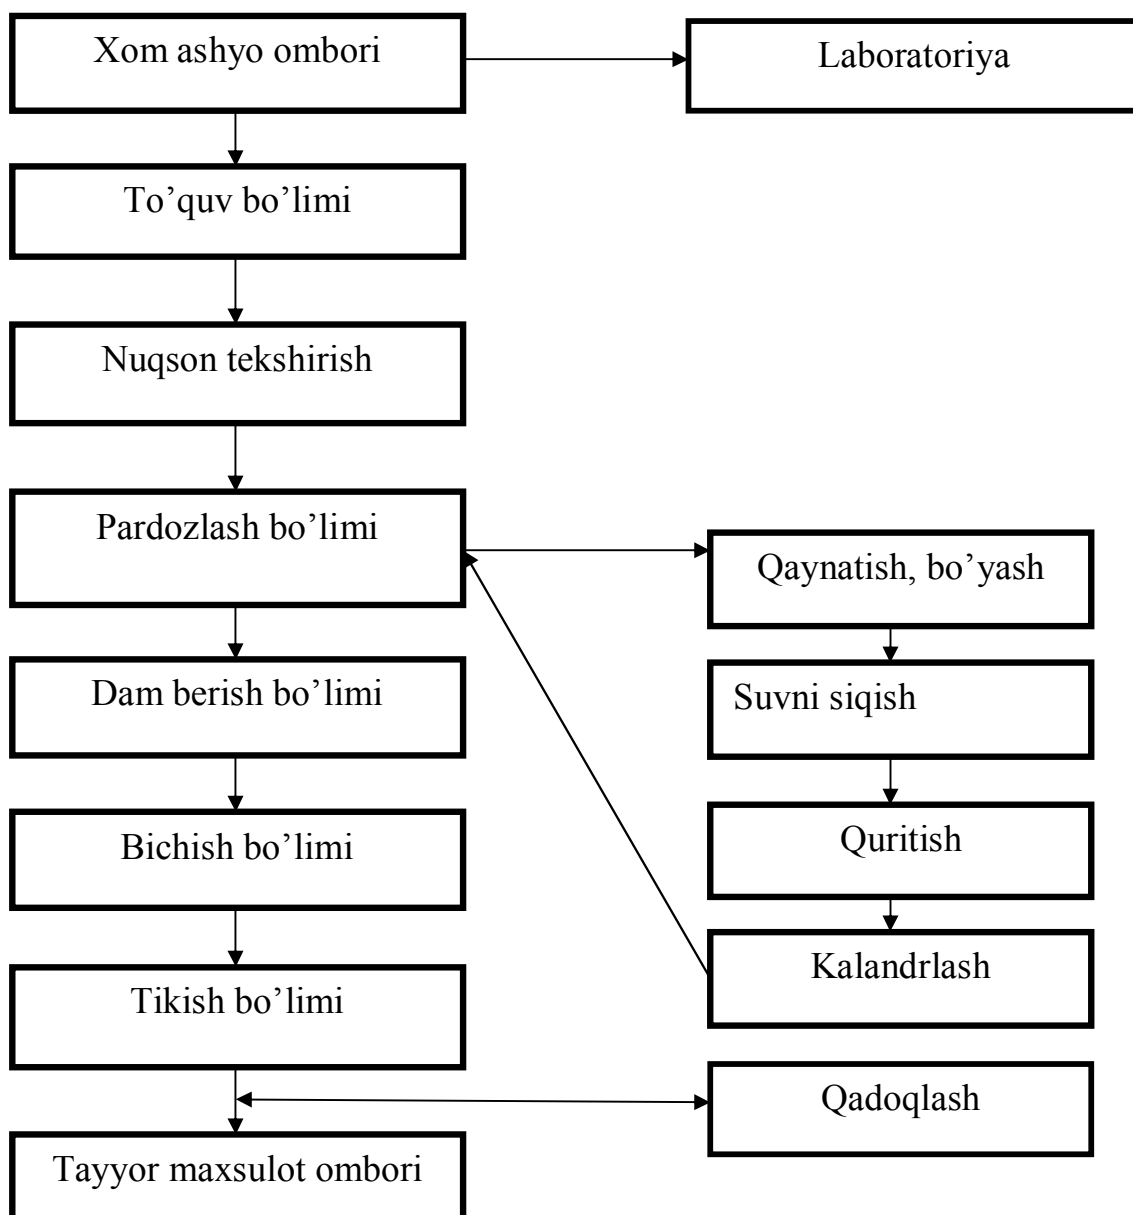 Xom ashyo ombori
Laboratoriya
To’quv bo’limi
Nuqson tekshirish
Pardozlash bo’limi
Qaynatish, bo’yash
Suvni siqish
Quritish
Kalandrlash
Dam berish bo’limi
Bichish bo’limi
Tikish bo’limi
Qadoqlash
Tayyor maxsulot ombori